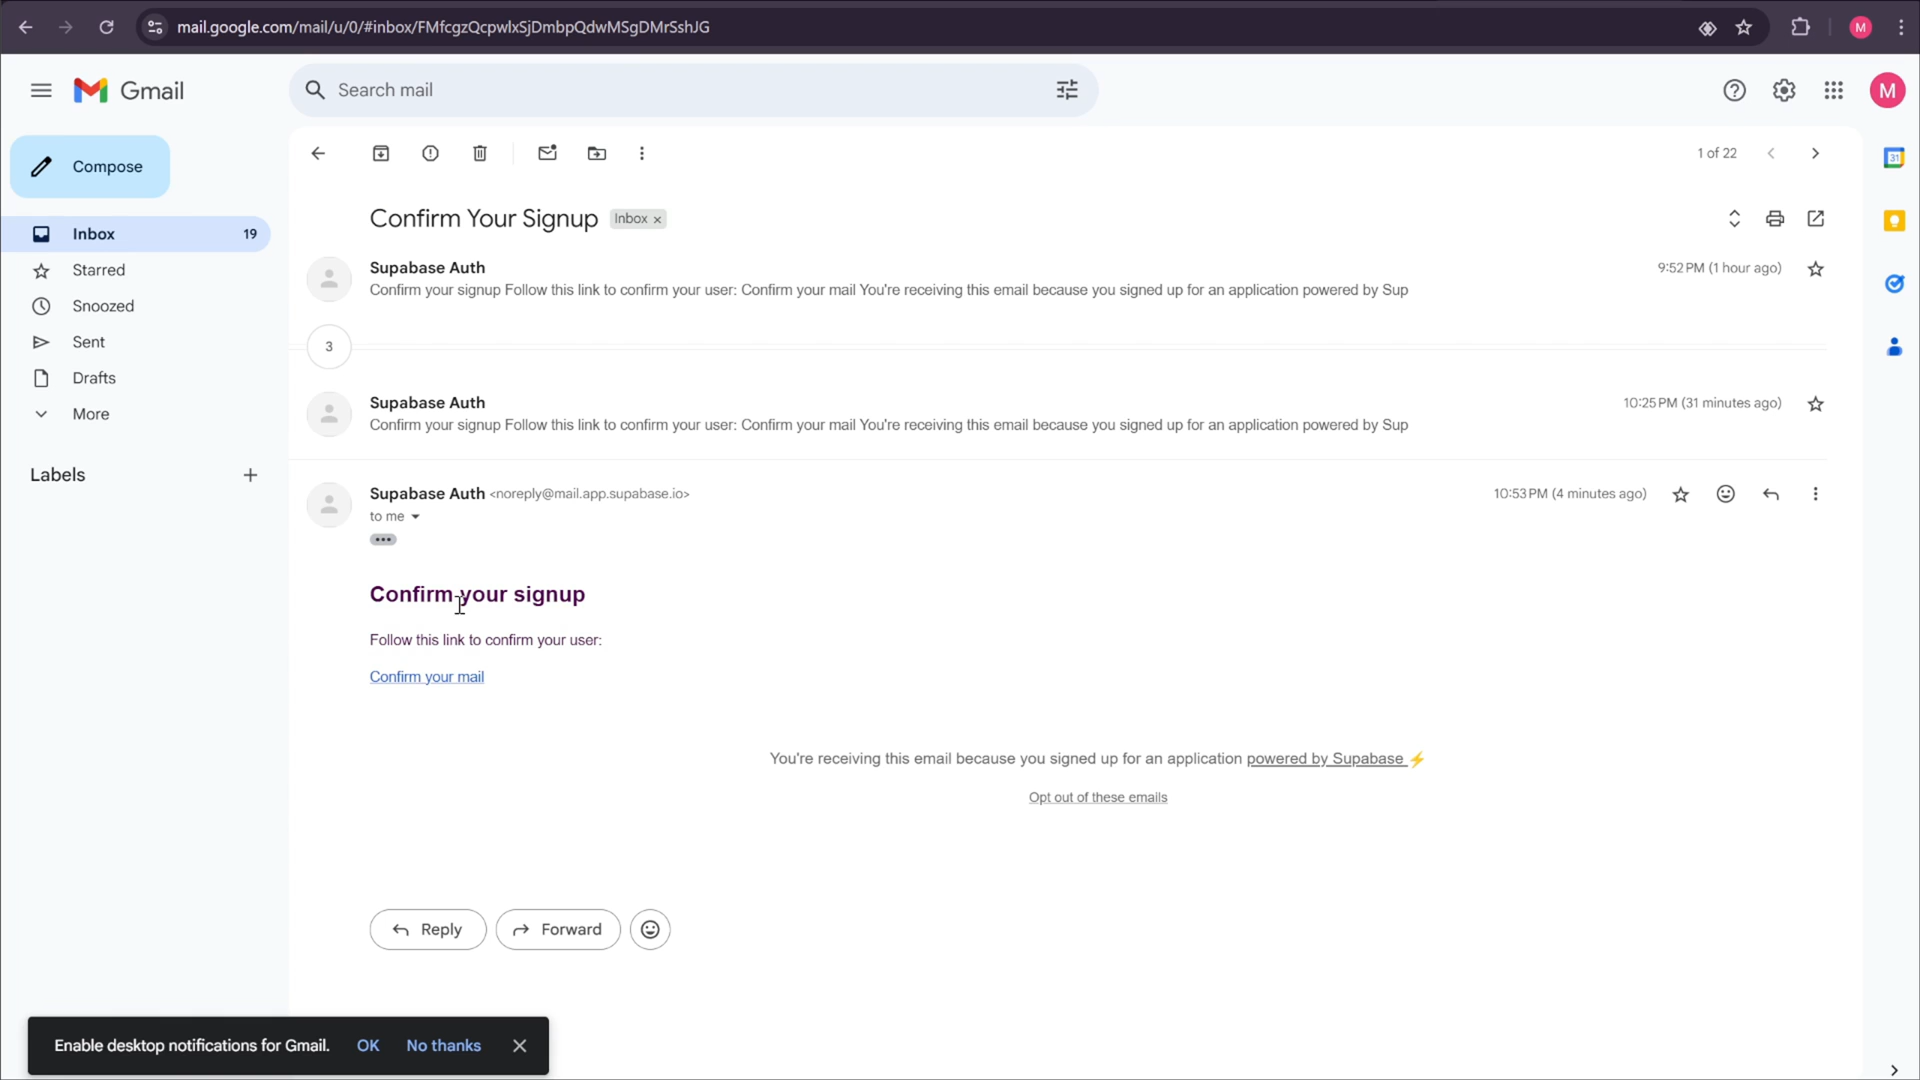 mail.google.com/mail/u/0/#inbox/FMfcgzQcpwlxSjDmbpQdwMSgDMrSshJG
M
Gmail
Search mail
M
Compose
1 of 22
31
Inbox 19
Starred
Snoozed
Sent
Drafts
More
Labels
Confirm Your Signup Inbox x
Supabase Auth 9:52 PM (1 hour ago)
Confirm your signup Follow this link to confirm your user: Confirm your mail You're receiving this email because you signed up for an application powered by Sup
3
Supabase Auth 10:25 PM (31 minutes ago)
Confirm your signup Follow this link to confirm your user: Confirm your mail You're receiving this email because you signed up for an application powered by Sup
Supabase Auth <noreply@mail.app.supabase.io> 10:53 PM (4 minutes ago)
to me
Confirm your signup
Follow this link to confirm your user:
Confirm your mail
You're receiving this email because you signed up for an application powered by Supabase ⚡
Opt out of these emails
Reply Forward
Enable desktop notifications for Gmail. OK No thanks